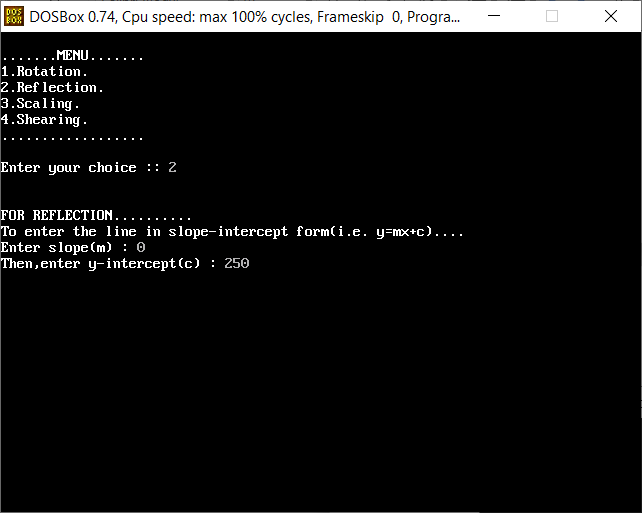 DOSBox 0.74, Cpu speed: max 100% cycles, Frameskip 0, Progra...
.......MENU.......
1.Rotation.
2.Reflection.
3.Scaling.
4.Shearing.
..................
Enter your choice :: 2
FOR REFLECTION..........
To enter the line in slope-intercept form(i.e. y=mx+c)....
Enter slope(m) : 0
Then,enter y-intercept(c) : 250